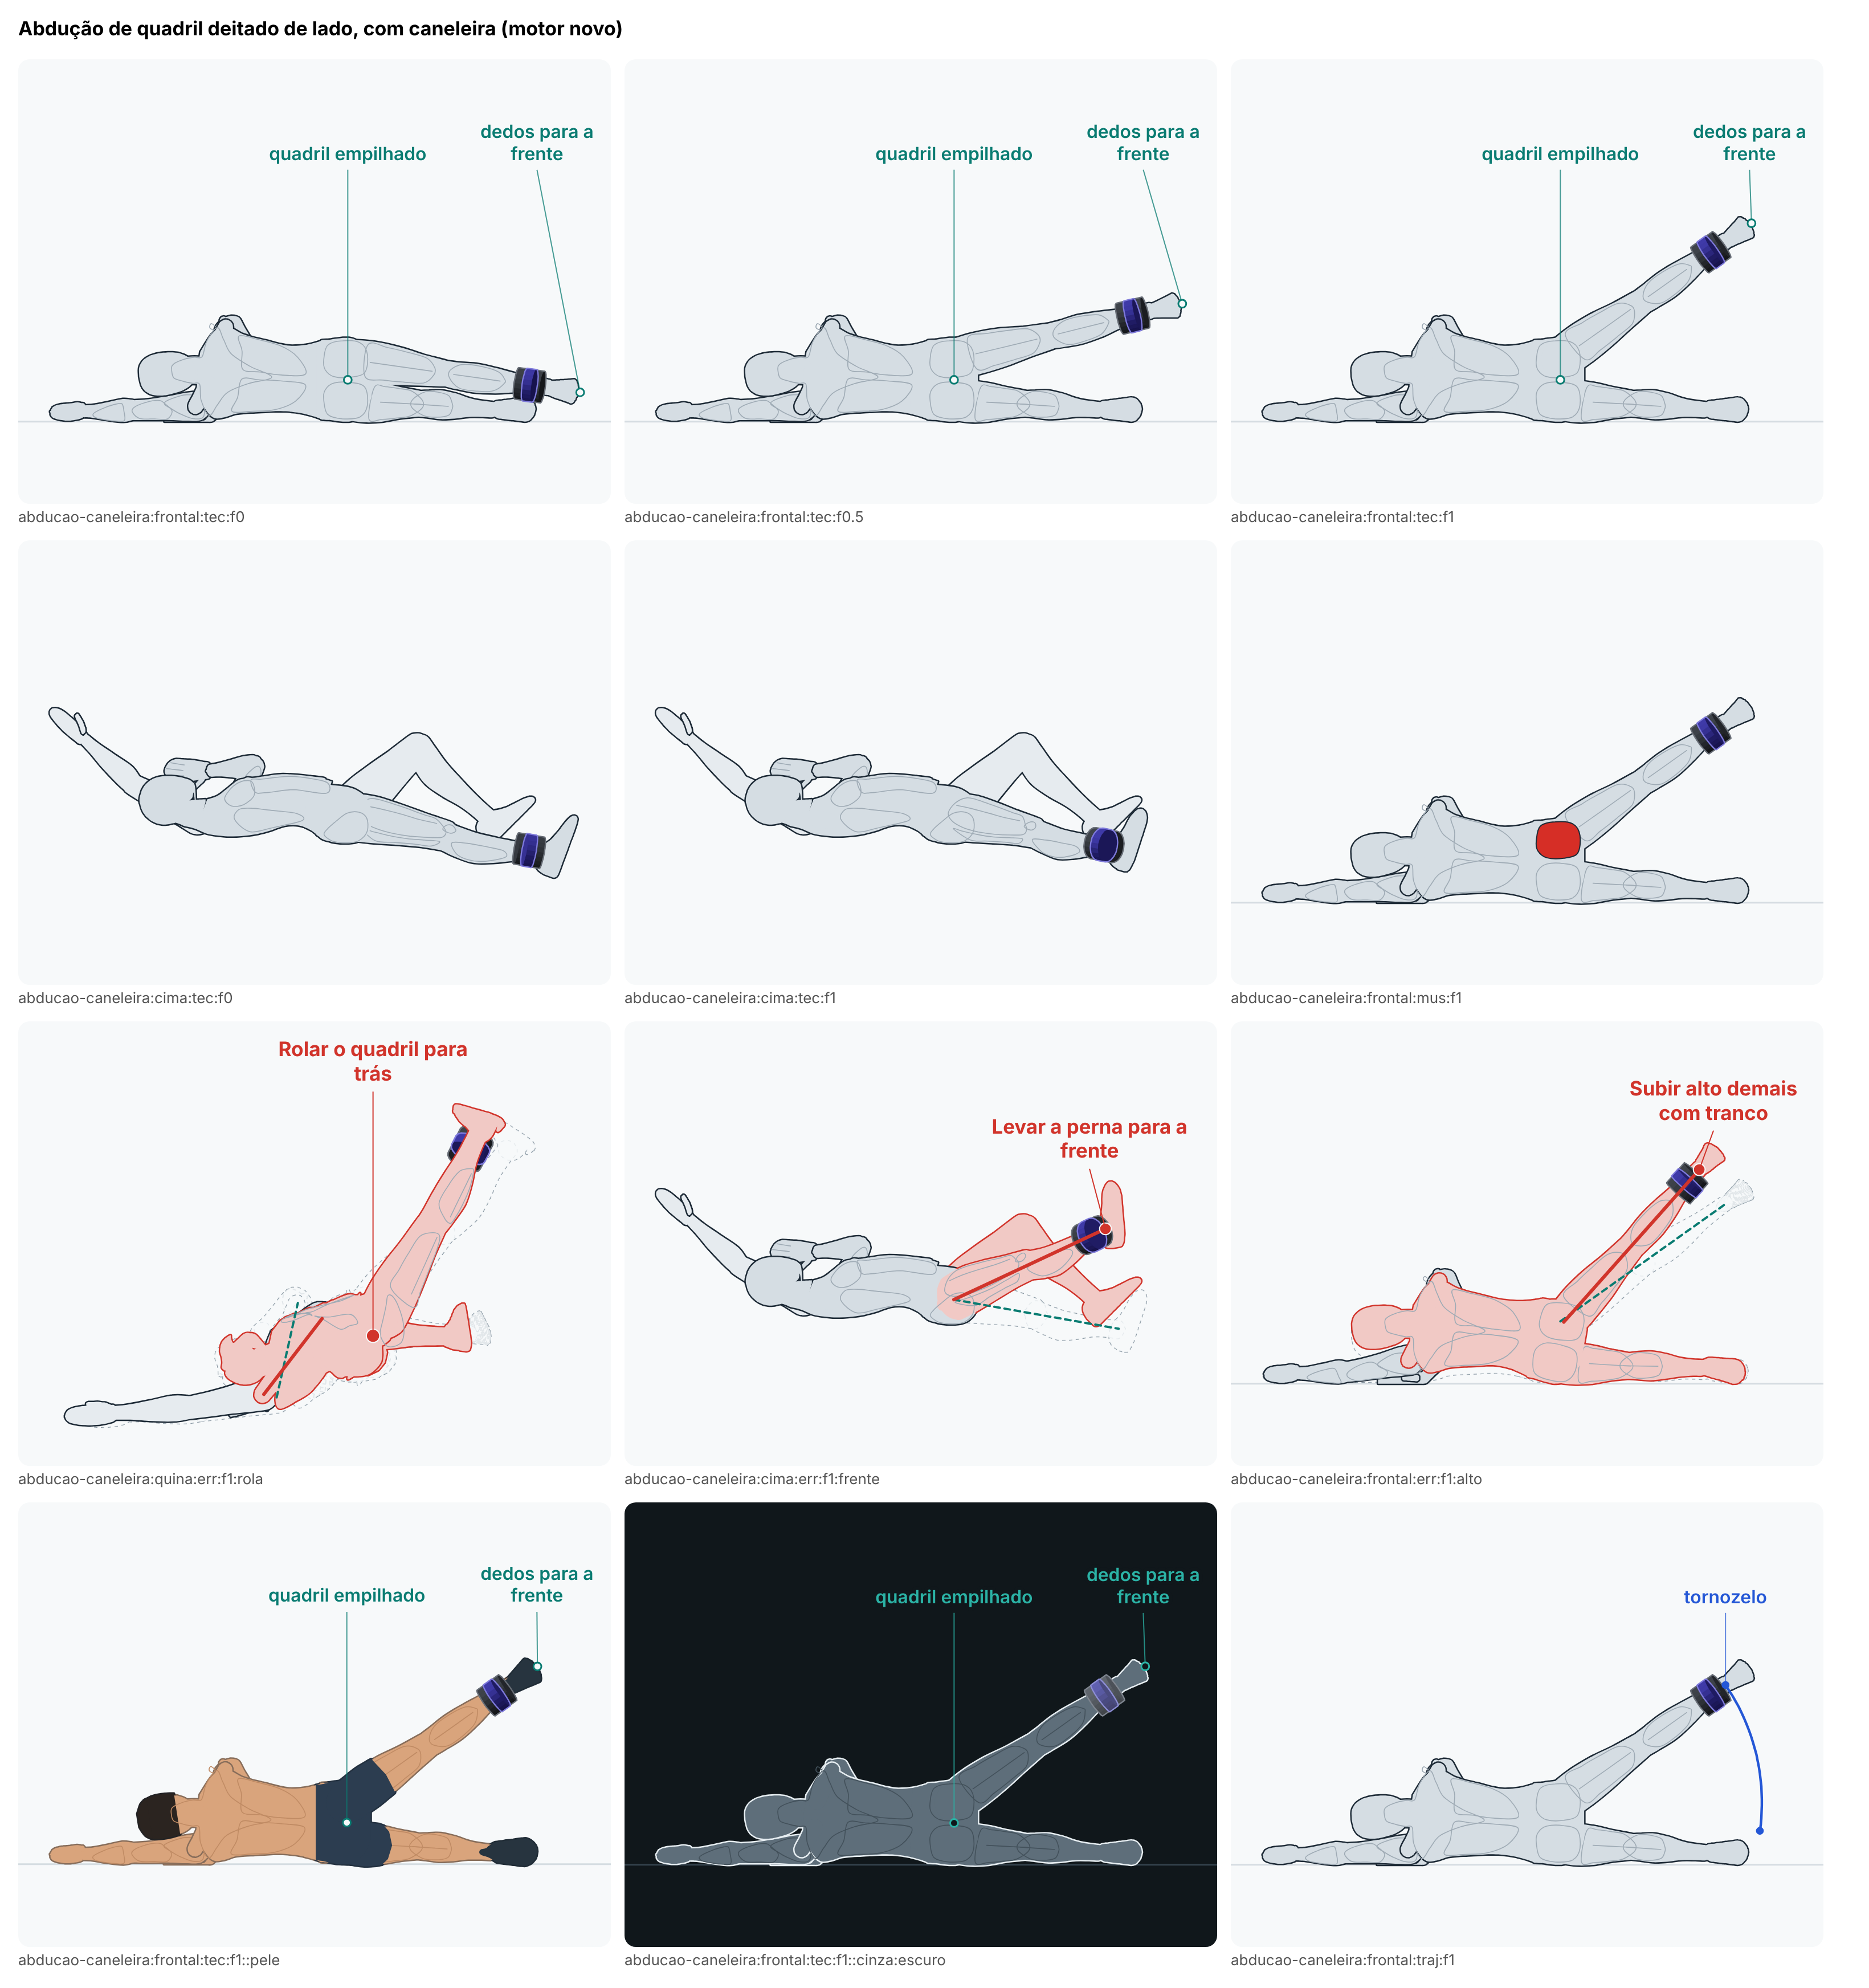 Abdução de quadril deitado de lado, com caneleira (motor novo)
quadril empilhado
dedos para a
frente
abducao-caneleira:frontal:tec:f0
quadril empilhado
dedos para a
frente
abducao-caneleira:frontal:tec:f0.5
quadril empilhado
dedos para a
frente
abducao-caneleira:frontal:tec:f1
abducao-caneleira:cima:tec:f0
abducao-caneleira:cima:tec:f1
abducao-caneleira:frontal:mus:f1
Rolar o quadril para
trás
abducao-caneleira:quina:err:f1:rola
Levar a perna para a
frente
abducao-caneleira:cima:err:f1:frente
Subir alto demais
com tranco
abducao-caneleira:frontal:err:f1:alto
quadril empilhado
dedos para a
frente
abducao-caneleira:frontal:tec:f1::pele
quadril empilhado
dedos para a
frente
abducao-caneleira:frontal:tec:f1::cinza:escuro
tornozelo
abducao-caneleira:frontal:traj:f1